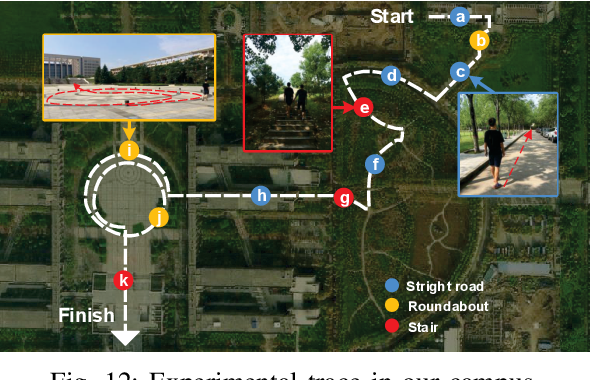 Start
a
b
c
d
e
f
g
h
i
j
k
Stright road
Roundabout
Stair
Finish
Fig. 12: Experimental trace in our campus